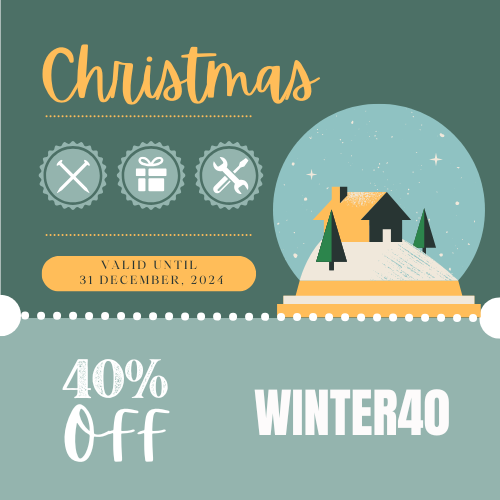 Christmas
VALID UNTIL
31 DECEMBER, 2024
40%
OFF
WINTER40